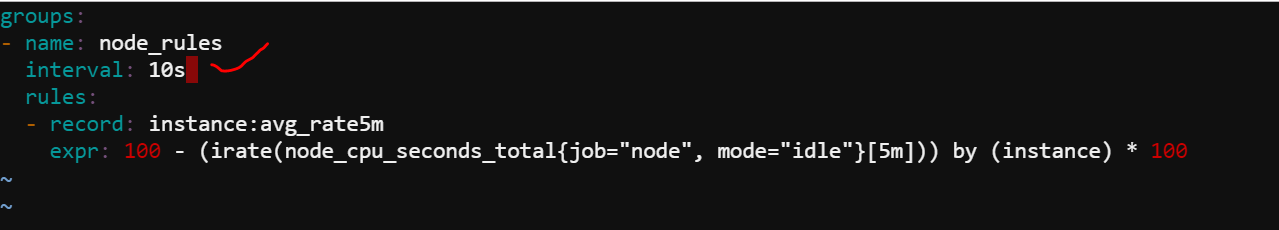 groups:
- name: node_rules
  interval: 10s
  rules:
  - record: instance:avg_rate5m
    expr: 100 - (irate(node_cpu_seconds_total{job="node", mode="idle"}[5m])) by (instance) * 100
~
~